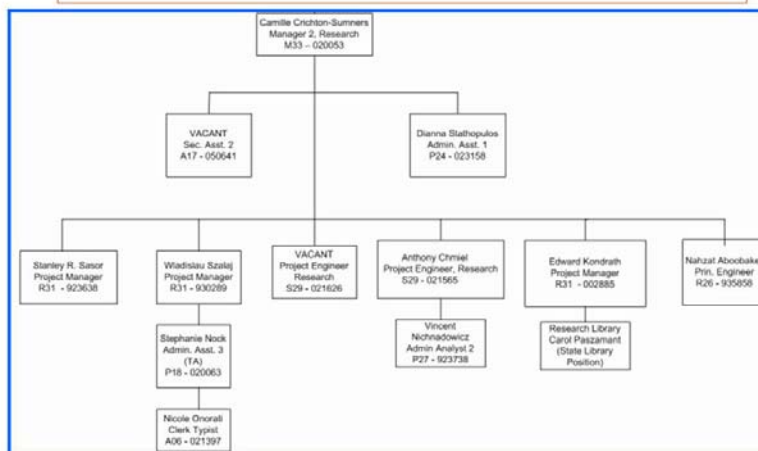 Camille Crichton-Sumners
Manager 2, Research
M33 – 020053
VACANT
Sec. Asst. 2
A17 - 050641
Dianna Stathopulos
Admin. Asst. 1
P24 - 023158
Stanley R. Sasor
Project Manager
R31 - 923638
Wladislau Szalaj
Project Manager
R31 - 930289
VACANT
Project Engineer
Research
S29 - 021626
Anthony Chmiel
Project Engineer, Research
S29 - 021565
Edward Kondrath
Project Manager
R31 - 002885
Nahzat Aboobaker
Prin. Engineer
R26 - 935858
Stephanie Nock
Admin. Asst. 3
(TA)
P18 - 020063
Vincent
Nichnadowicz
Admin Analyst 2
P27 - 923738
Research Library
Carol Paszamant
(State Library
Position)
Nicole Onorati
Clerk Typist
A06 - 021397